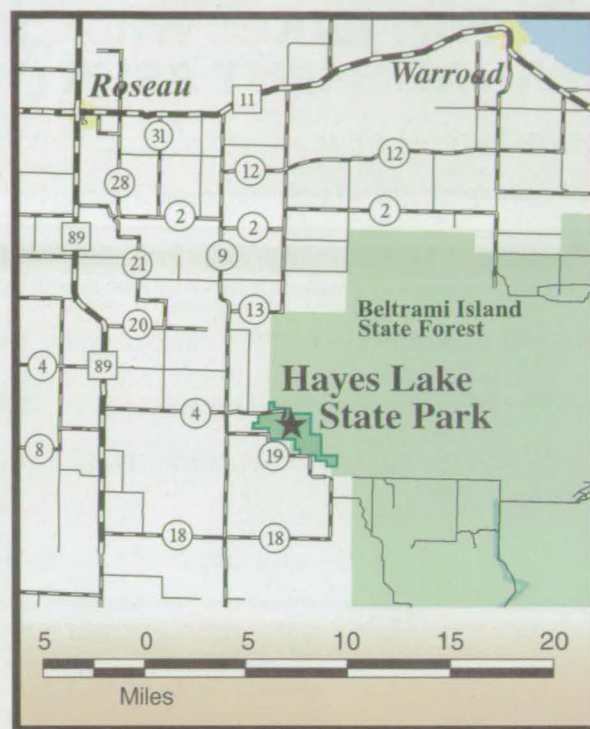 Roseau
Warroad
11
31
12
12
28
2
2
2
89
9
21
13
Beltrami Island
State Forest
20
4
89
Hayes Lake
State Park
4
8
19
18
18
5 0 5 10 15 20
Miles